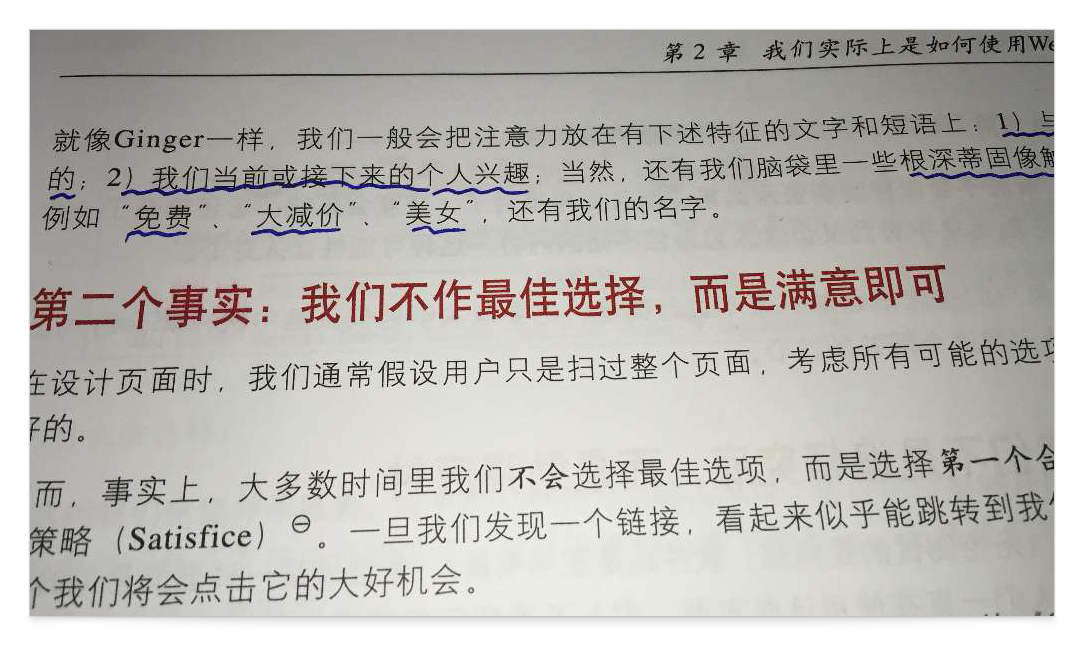 第 2 章 我们实际上是如何使用We
就像Ginger一样，我们一般会把注意力放在有下述特征的文字和短语上：1）与
的；2）我们当前或接下来的个人兴趣；当然，还有我们脑袋里一些根深蒂固像触
例如“免费”、“大减价”、“美女”，还有我们的名字。
第二个事实：我们不作最佳选择，而是满意即可
在设计页面时，我们通常假设用户只是扫过整个页面，考虑所有可能的选项
好的。
而，事实上，大多数时间里我们不会选择最佳选项，而是选择第一个合
策略（Satisfice）⊖。一旦我们发现一个链接，看起来似乎能跳转到我们
个我们将会点击它的大好机会。